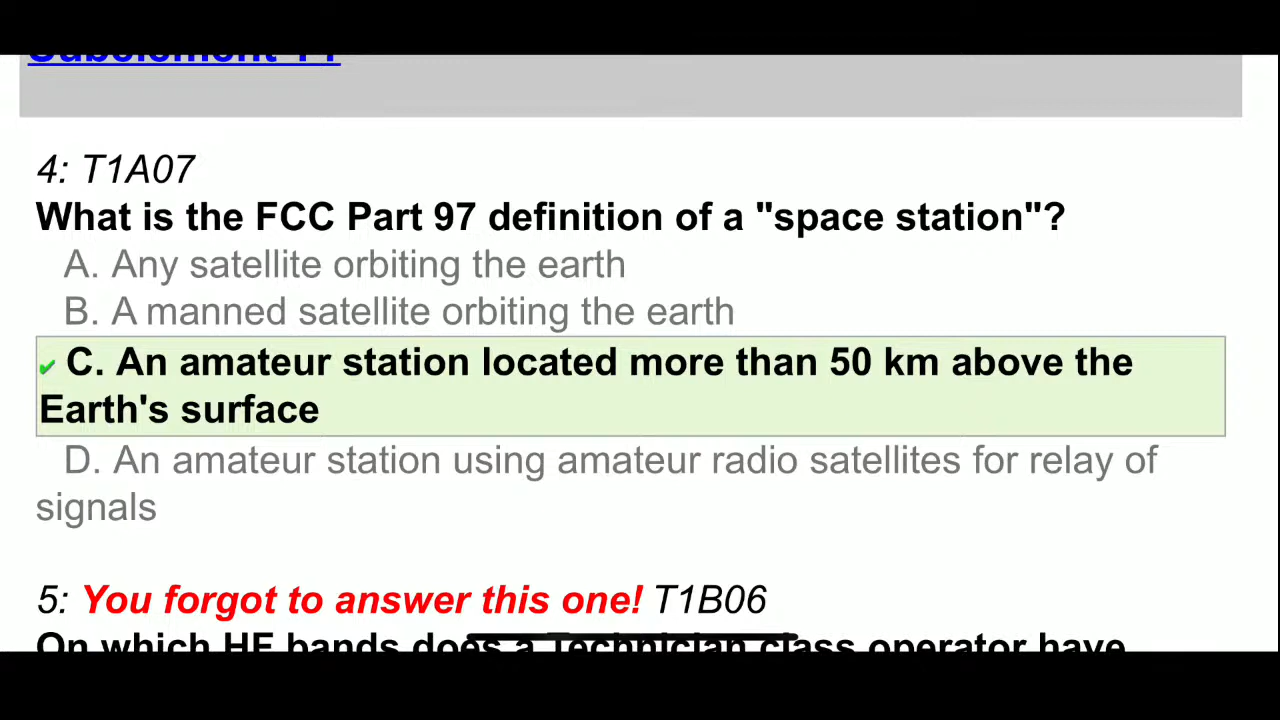 Subelement T1
4: T1A07
What is the FCC Part 97 definition of a "space station"?
A. Any satellite orbiting the earth
B. A manned satellite orbiting the earth
C. An amateur station located more than 50 km above the
Earth's surface
D. An amateur station using amateur radio satellites for relay of
signals
5: You forgot to answer this one! T1B06
On which HF bands does a Technician class operator have